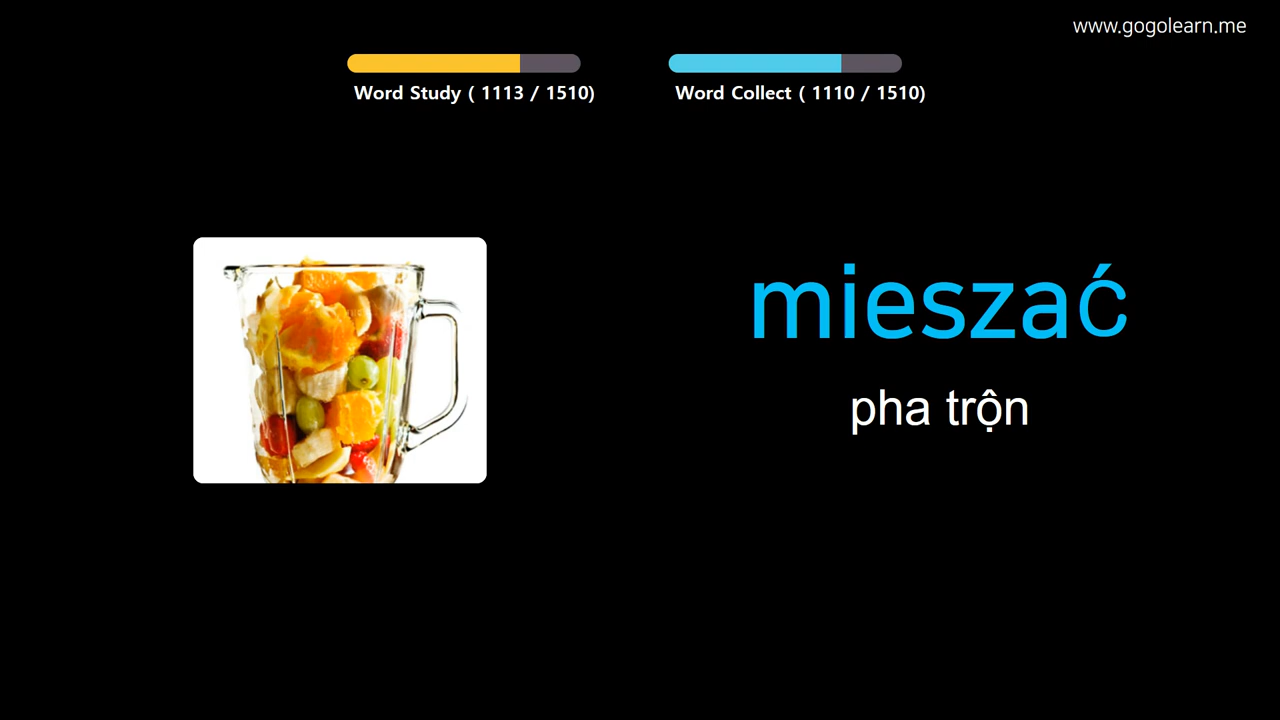 www.gogolearn.me
Word Study ( 1113 / 1510)
Word Collect ( 1110 / 1510)
mieszać
pha trộn